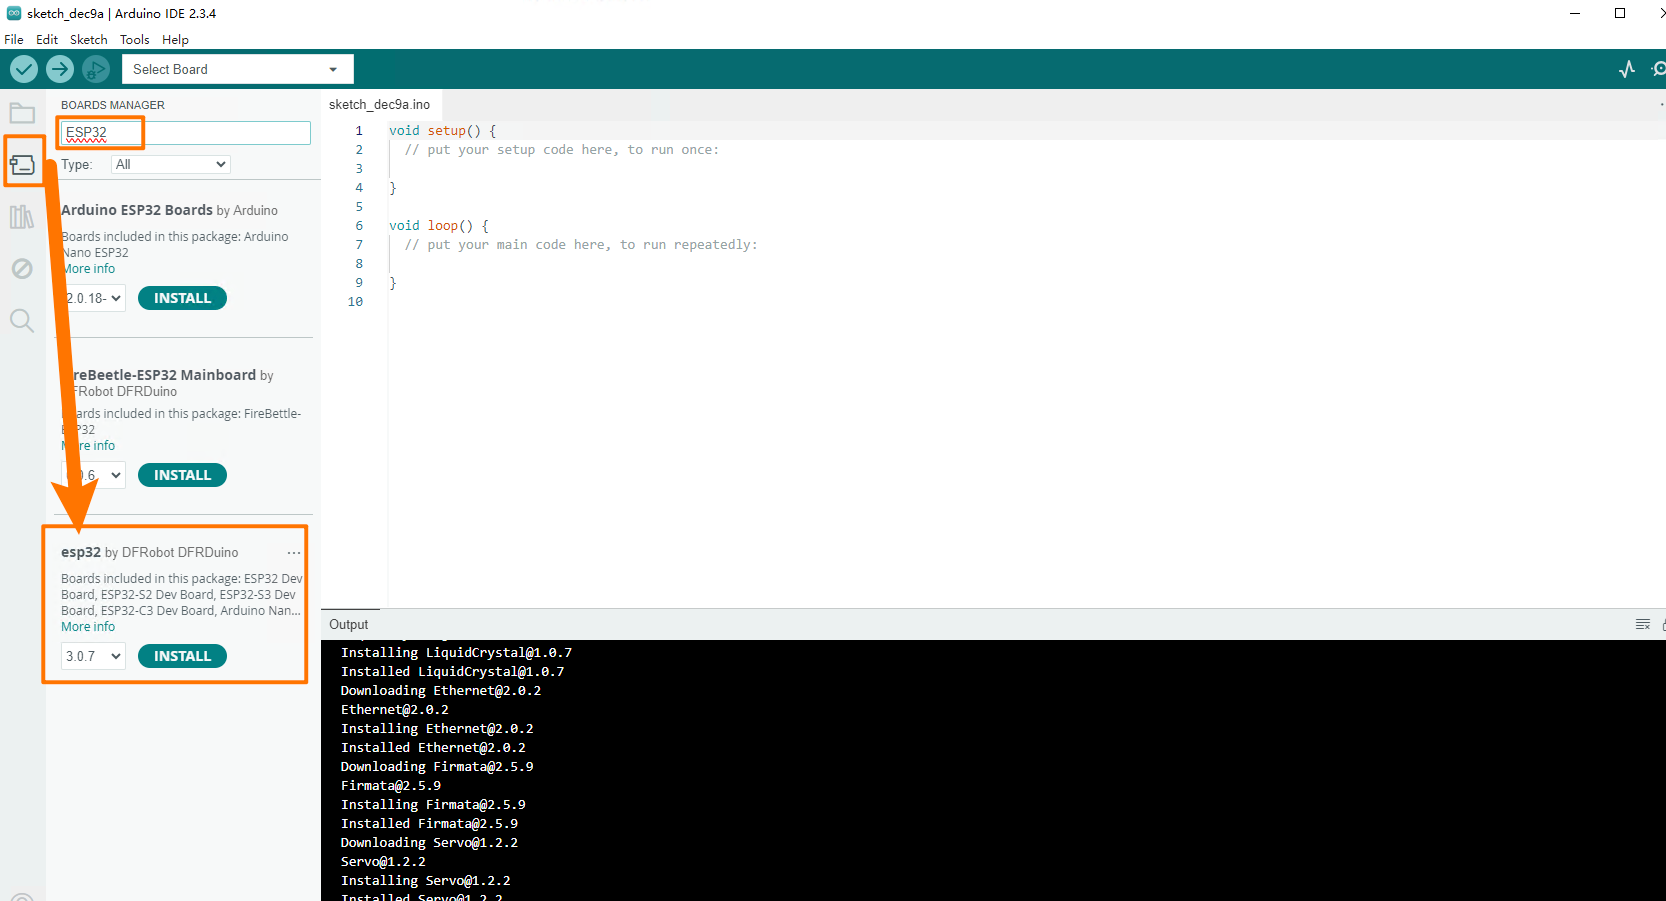 sketch_dec9a | Arduino IDE 2.3.4
File Edit Sketch Tools Help
Select Board
BOARDS MANAGER
ESP32
Type: All
Arduino ESP32 Boards by Arduino
Boards included in this package: Arduino
Nano ESP32
More info
2.0.18-
INSTALL
reBeetle-ESP32 Mainboard by
FRobot DFRDuino
ards included in this package: FireBettle-
E P32
M re info
0.6
INSTALL
esp32 by DFRobot DFRDuino
...
Boards included in this package: ESP32 Dev
Board, ESP32-S2 Dev Board, ESP32-S3 Dev
Board, ESP32-C3 Dev Board, Arduino Nan...
More info
3.0.7
INSTALL
sketch_dec9a.ino
1 void setup() {
2 // put your setup code here, to run once:
3
4 }
5
6 void loop() {
7 // put your main code here, to run repeatedly:
8
9 }
10
Output
Installing LiquidCrystal@1.0.7
Installed LiquidCrystal@1.0.7
Downloading Ethernet@2.0.2
Ethernet@2.0.2
Installing Ethernet@2.0.2
Installed Ethernet@2.0.2
Downloading Firmata@2.5.9
Firmata@2.5.9
Installing Firmata@2.5.9
Installed Firmata@2.5.9
Downloading Servo@1.2.2
Servo@1.2.2
Installing Servo@1.2.2
Installed Servo@1.2.2